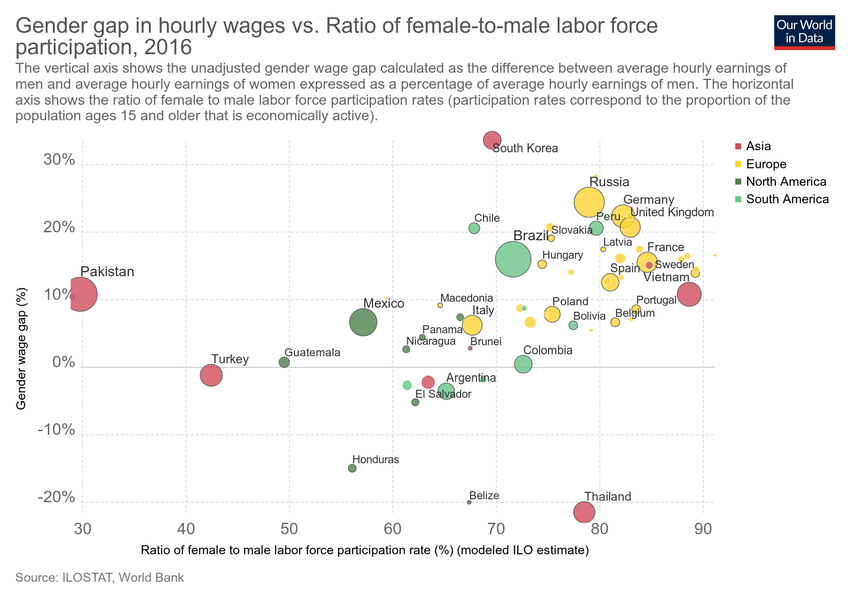 Gender gap in hourly wages vs. Ratio of female-to-male labor force
participation, 2016
Our World
in Data
The vertical axis shows the unadjusted gender wage gap calculated as the difference between average hourly earnings of
men and average hourly earnings of women expressed as a percentage of average hourly earnings of men. The horizontal
axis shows the ratio of female to male labor force participation rates (participation rates correspond to the proportion of the
population ages 15 and older that is economically active).
Asia
Europe
North America
South America
Gender wage gap (%)
30%
20%
10%
0%
-10%
-20%
South Korea
Russia
Germany
United Kingdom
Peru
Chile
Slovakia
Brazil
Latvia
France
Hungary
Sweden
Spain
Vietnam
Pakistan
Macedonia
Mexico
Poland
Portugal
Italy
Bolivia
Belgium
Panama
Nicaragua
Brunei
Guatemala
Colombia
Turkey
Argentina
El Salvador
Honduras
Belize
Thailand
30
40
50
60
70
80
90
Ratio of female to male labor force participation rate (%) (modeled ILO estimate)
Source: ILOSTAT, World Bank